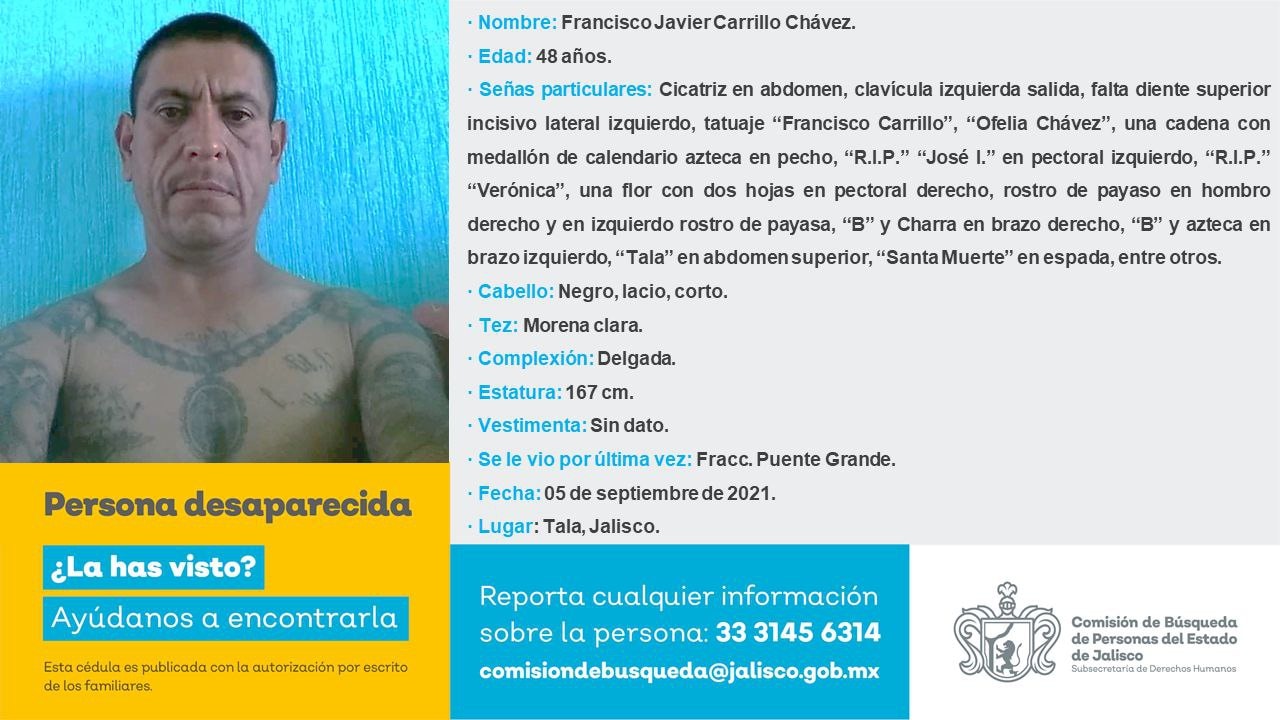 · Nombre: Francisco Javier Carrillo Chávez.
· Edad: 48 años.
· Señas particulares: Cicatriz en abdomen, clavícula izquierda salida, falta diente superior
incisivo lateral izquierdo, tatuaje “Francisco Carrillo”, “Ofelia Chávez”, una cadena con
medallón de calendario azteca en pecho, “R.I.P.” “José I.” en pectoral izquierdo, “R.I.P.”
“Verónica”, una flor con dos hojas en pectoral derecho, rostro de payaso en hombro
derecho y en izquierdo rostro de payasa, “B” y Charra en brazo derecho, “B” y azteca en
brazo izquierdo, “Tala” en abdomen superior, “Santa Muerte” en espada, entre otros.
· Cabello: Negro, lacio, corto.
· Tez: Morena clara.
· Complexión: Delgada.
· Estatura: 167 cm.
· Vestimenta: Sin dato.
· Se le vio por última vez: Fracc. Puente Grande.
· Fecha: 05 de septiembre de 2021.
· Lugar: Tala, Jalisco.
Persona desaparecida
¿La has visto?
Ayúdanos a encontrarla
Esta cédula es publicada con la autorización por escrito
de los familiares.
Reporta cualquier información
sobre la persona: 33 3145 6314
comisiondebusqueda@jalisco.gob.mx
Comisión de Búsqueda
de Personas del Estado
de Jalisco
Subsecretaría de Derechos Humanos